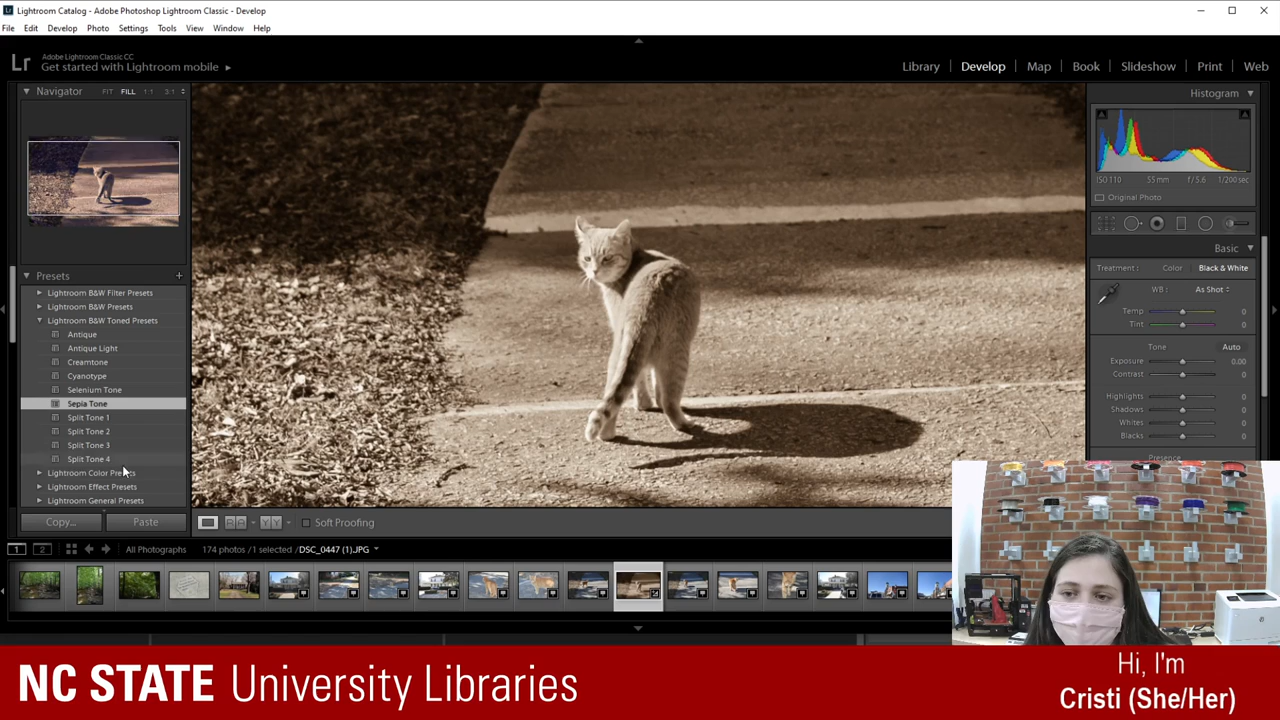 Lightroom Catalog - Adobe Photoshop Lightroom Classic - Develop
File Edit Develop Photo Settings Tools View Window Help
Lr
Adobe Lightroom Classic CC
Get started with Lightroom mobile
Library Develop Map Book Slideshow Print Web
Navigator FIT FILL 1:1 3:1
Histogram
ISO 110 55mm f/5.6 1/200 sec
Original Photo
Basic
Treatment: Color Black & White
WB: As Shot
Temp 0
Tint 0
Tone Auto
Exposure 0.00
Contrast 0
Highlights 0
Shadows 0
Whites 0
Blacks 0
Presence
Presets +
Lightroom B&W Filter Presets
Lightroom B&W Presets
Lightroom B&W Toned Presets
Antique
Antique Light
Creamtone
Cyanotype
Selenium Tone
Sepia Tone
Split Tone 1
Split Tone 2
Split Tone 3
Split Tone 4
Lightroom Color Presets
Lightroom Effect Presets
Lightroom General Presets
Copy... Paste
Soft Proofing
1 2 All Photographs 174 photos / 1 selected / DSC_0447 (1).JPG
NC STATE University Libraries
Hi, I'm
Cristi (She/Her)